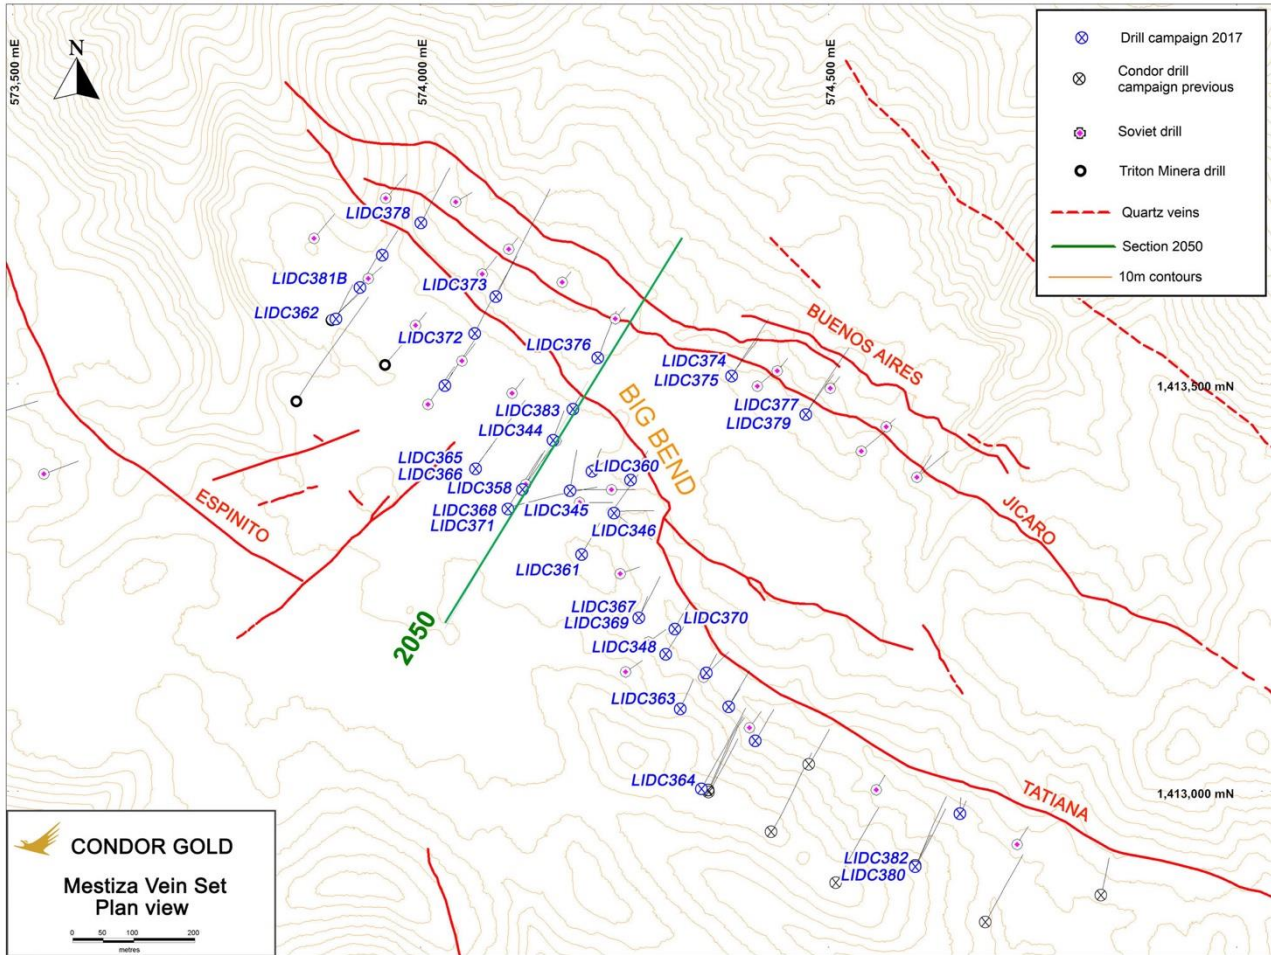 573,500 mE
574,000 mE
574,500 mE
N
Drill campaign 2017
Condor drill
campaign previous
Soviet drill
Triton Minera drill
Quartz veins
Section 2050
10m contours
LIDC378
LIDC381B
LIDC373
LIDC362
LIDC372
BUENOS AIRES
LIDC376
LIDC374
LIDC375
1,413,500 mN
BIG BEND
LIDC377
LIDC379
LIDC383
LIDC344
LIDC365
LIDC366
LIDC360
LIDC358
ESPINITO
LIDC345
JICARO
LIDC368
LIDC371
LIDC346
LIDC361
LIDC367
LIDC369
LIDC370
2050
LIDC348
LIDC363
LIDC364
TATIANA
1,413,000 mN
LIDC382
LIDC380
CONDOR GOLD
Mestiza Vein Set
Plan view
0 50 100 200
metres